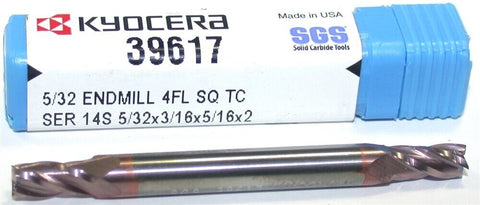 KYOCERA
39617
Made in USA
SGS
Solid Carbide Tools
5/32 ENDMILL 4FL SQ TC
SER 14S 5/32x3/16x5/16x2